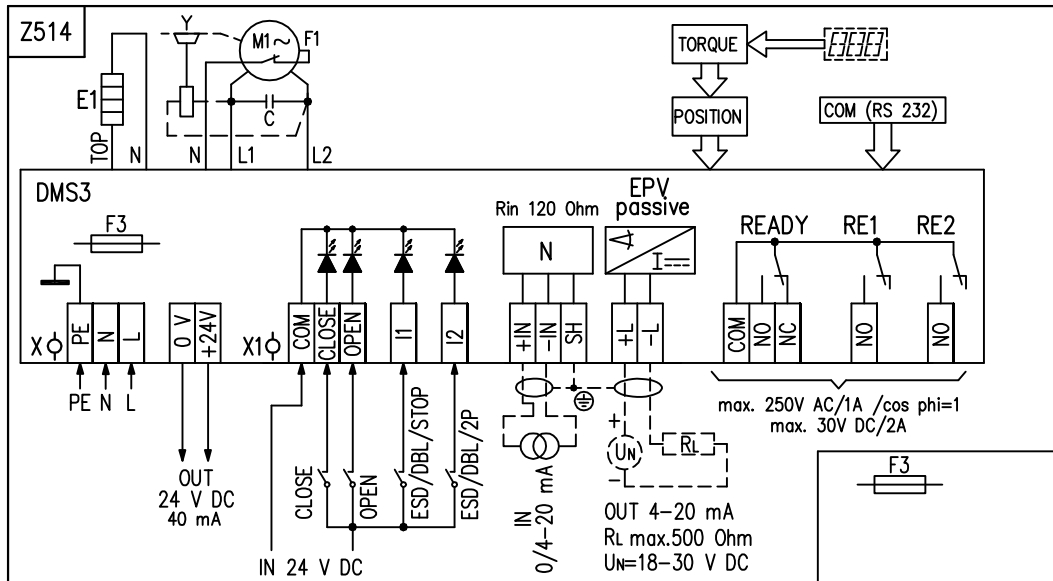 Z514
Y
M1~
F1
E1
C
TOP
N
N
L1
L2
TORQUE
POSITION
COM (RS 232)
DMS3
F3
Rin 120 Ohm
N
EPV
passive
I
READY
RE1
RE2
X
PE
N
L
0 V
+24V
X1
COM
CLOSE
OPEN
I1
I2
+IN
-IN
SH
+L
-L
COM
NO
NC
NO
NO
PE N L
OUT
24 V DC
40 mA
CLOSE
OPEN
ESD/DBL/STOP
ESD/DBL/2P
IN 24 V DC
IN
0/4-20 mA
+
UN
-
RL
OUT 4-20 mA
RL max.500 Ohm
UN=18-30 V DC
max. 250V AC/1A /cos phi=1
max. 30V DC/2A
F3